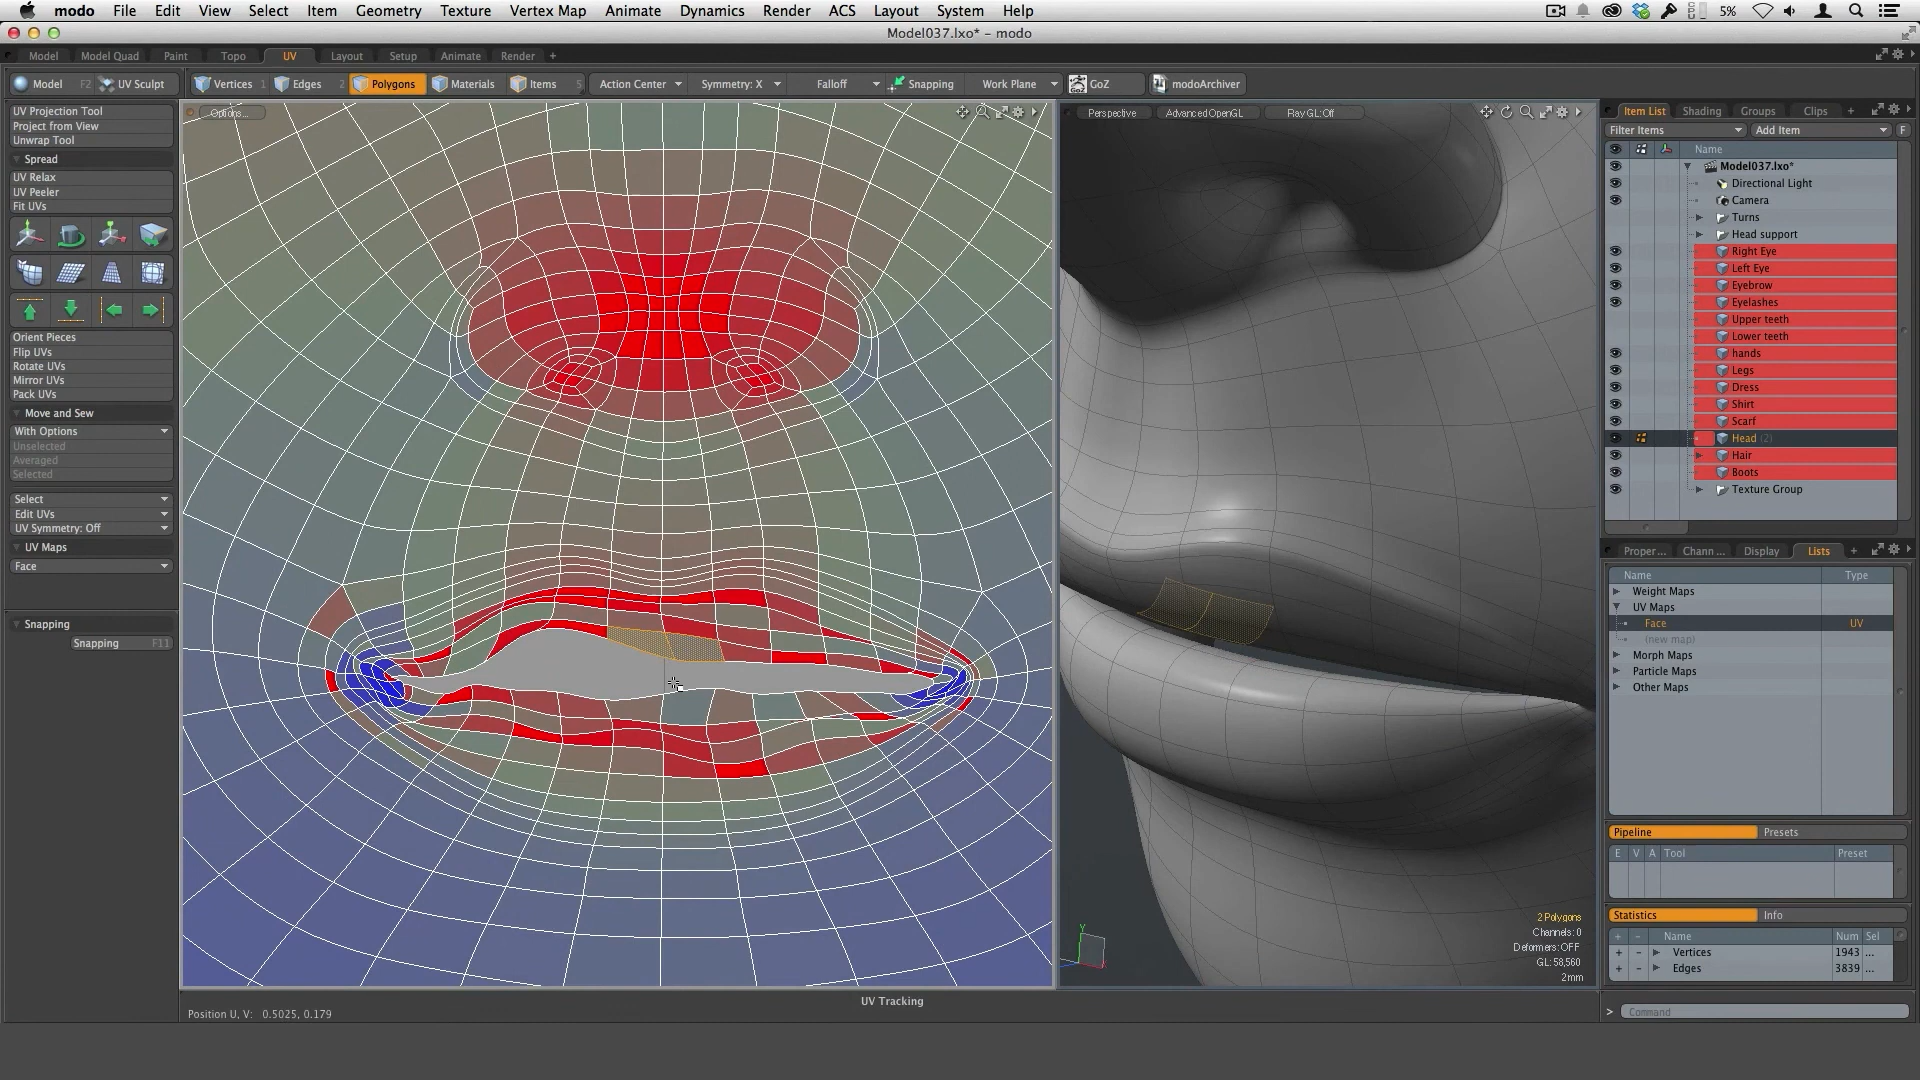 modo File Edit View Select Item Geometry Texture Vertex Map Animate Dynamics Render ACS Layout System Help 5%
Model037.lxo* - modo
Model Model Quad Paint Topo UV Layout Setup Animate Render +
Model F2 UV Sculpt Vertices 1 Edges 2 Polygons Materials Items 5 Action Center Symmetry: X Falloff Snapping Work Plane GoZ modoArchiver
UV Projection Tool
Project from View
Unwrap Tool
Spread
UV Relax
UV Peeler
Fit UVs
Orient Pieces
Flip UVs
Rotate UVs
Mirror UVs
Pack UVs
Move and Sew
With Options
Unselected
Averaged
Selected
Select
Edit UVs
UV Symmetry: Off
UV Maps
Face
Snapping
Snapping F11
Options...
Perspective Advanced OpenGL Ray GL: Off
2 Polygons
Channels: 0
Deformers: OFF
GL: 58,560
2mm
Y
UV Tracking
Position U, V: 0.5025, 0.179
Item List Shading Groups Clips +
Filter Items Add Item F
Name
Model037.lxo*
Directional Light
Camera
Turns
Head support
Right Eye
Left Eye
Eyebrow
Eyelashes
Upper teeth
Lower teeth
hands
Legs
Dress
Shirt
Scarf
Head (2)
Hair
Boots
Texture Group
Proper ... Chann ... Display Lists +
Name Type
Weight Maps
UV Maps
Face UV
(new map)
Morph Maps
Particle Maps
Other Maps
Pipeline Presets
E V A Tool Preset
Statistics Info
+ - Name Num Sel
+ - Vertices 1943 ...
+ - Edges 3839 ...
> Command